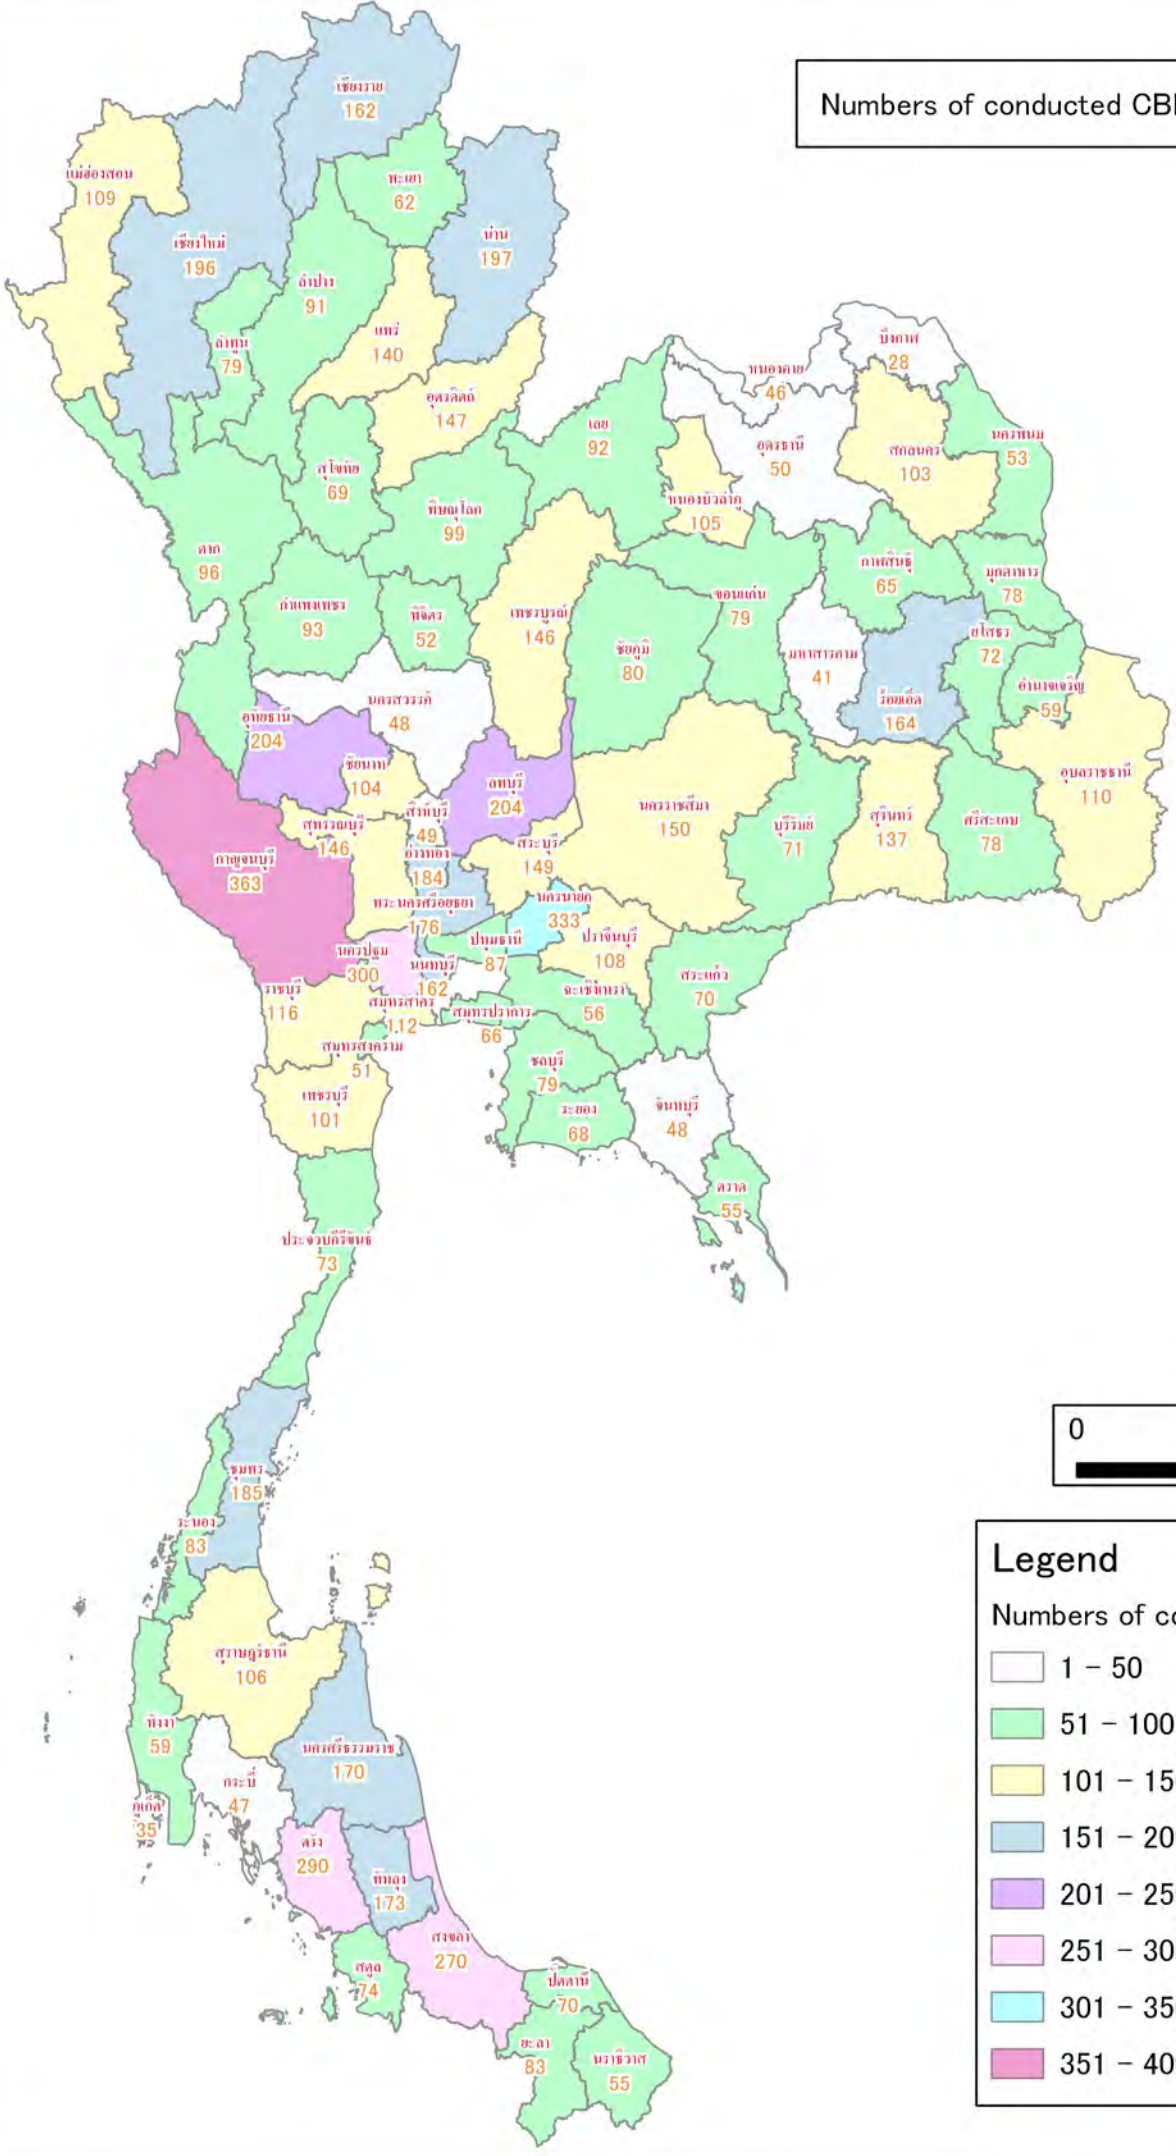 Numbers of conducted CB
เชียงราย
162
แม่ฮ่องสอน
109
พะเยา
62
เชียงใหม่
196
น่าน
197
ลำปาง
91
แพร่
140
ลำพูน
79
อุตรดิตถ์
147
บึงกาฬ
28
หนองคาย
46
เลย
92
อุดรธานี
50
สกลนคร
103
นครพนม
53
สุโขทัย
69
หนองบัวลำภู
105
พิษณุโลก
99
ตาก
96
กาฬสินธุ์
65
มุกดาหาร
78
กำแพงเพชร
93
พิจิตร
52
เพชรบูรณ์
146
ขอนแก่น
79
ชัยภูมิ
80
มหาสารคาม
41
ยโสธร
72
ร้อยเอ็ด
164
อำนาจเจริญ
59
นครสวรรค์
48
อุทัยธานี
204
ชัยนาท
104
ลพบุรี
204
อุบลราชธานี
110
นครราชสีมา
150
สิงห์บุรี
49
สุพรรณบุรี
146
สระบุรี
149
บุรีรัมย์
71
สุรินทร์
137
ศรีสะเกษ
78
อ่างทอง
184
กาญจนบุรี
363
พระนครศรีอยุธยา
176
นครนายก
333
ปราจีนบุรี
108
ปทุมธานี
87
นครปฐม
300
นนทบุรี
162
สระแก้ว
70
ราชบุรี
116
สมุทรสาคร
112
ฉะเชิงเทรา
56
สมุทรปราการ
66
สมุทรสงคราม
51
ชลบุรี
79
เพชรบุรี
101
ระยอง
68
จันทบุรี
48
ตราด
55
ประจวบคีรีขันธ์
73
0
ชุมพร
185
ระนอง
83
Legend
Numbers of c
1 - 50
51 - 100
101 - 15
151 - 20
201 - 25
251 - 30
301 - 35
351 - 40
สุราษฎร์ธานี
106
พังงา
59
นครศรีธรรมราช
170
กระบี่
47
ภูเก็ต
35
ตรัง
290
พัทลุง
173
สงขลา
270
สตูล
74
ปัตตานี
70
ยะลา
83
นราธิวาส
55